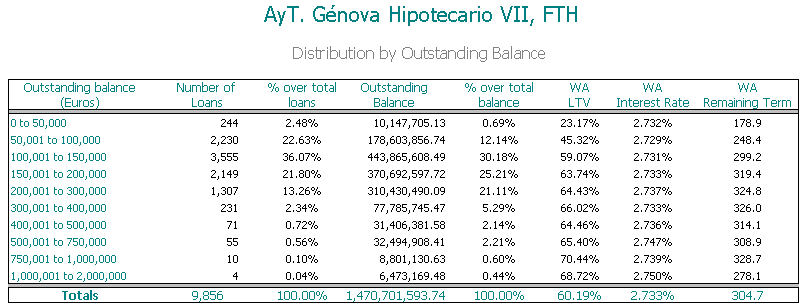 AyT. Génova Hipotecario VII, FTH
Distribution by Outstanding Balance
Outstanding balance (Euros) Number of Loans % over total loans Outstanding Balance % over total balance WA LTV WA Interest Rate WA Remaining Term
0 to 50,000 244 2.48% 10,147,705.13 0.69% 23.17% 2.732% 178.9
50,001 to 100,000 2,230 22.63% 178,603,856.74 12.14% 45.32% 2.729% 248.4
100,001 to 150,000 3,555 36.07% 443,865,608.49 30.18% 59.07% 2.731% 299.2
150,001 to 200,000 2,149 21.80% 370,692,597.72 25.21% 63.74% 2.733% 319.4
200,001 to 300,000 1,307 13.26% 310,430,490.09 21.11% 64.43% 2.737% 324.8
300,001 to 400,000 231 2.34% 77,785,745.47 5.29% 66.02% 2.733% 326.0
400,001 to 500,000 71 0.72% 31,406,381.58 2.14% 64.46% 2.736% 314.1
500,001 to 750,000 55 0.56% 32,494,908.41 2.21% 65.40% 2.747% 308.9
750,001 to 1,000,000 10 0.10% 8,801,130.63 0.60% 70.44% 2.739% 328.7
1,000,001 to 2,000,000 4 0.04% 6,473,169.48 0.44% 68.72% 2.750% 278.1
Totals 9,856 100.00% 1,470,701,593.74 100.00% 60.19% 2.733% 304.7